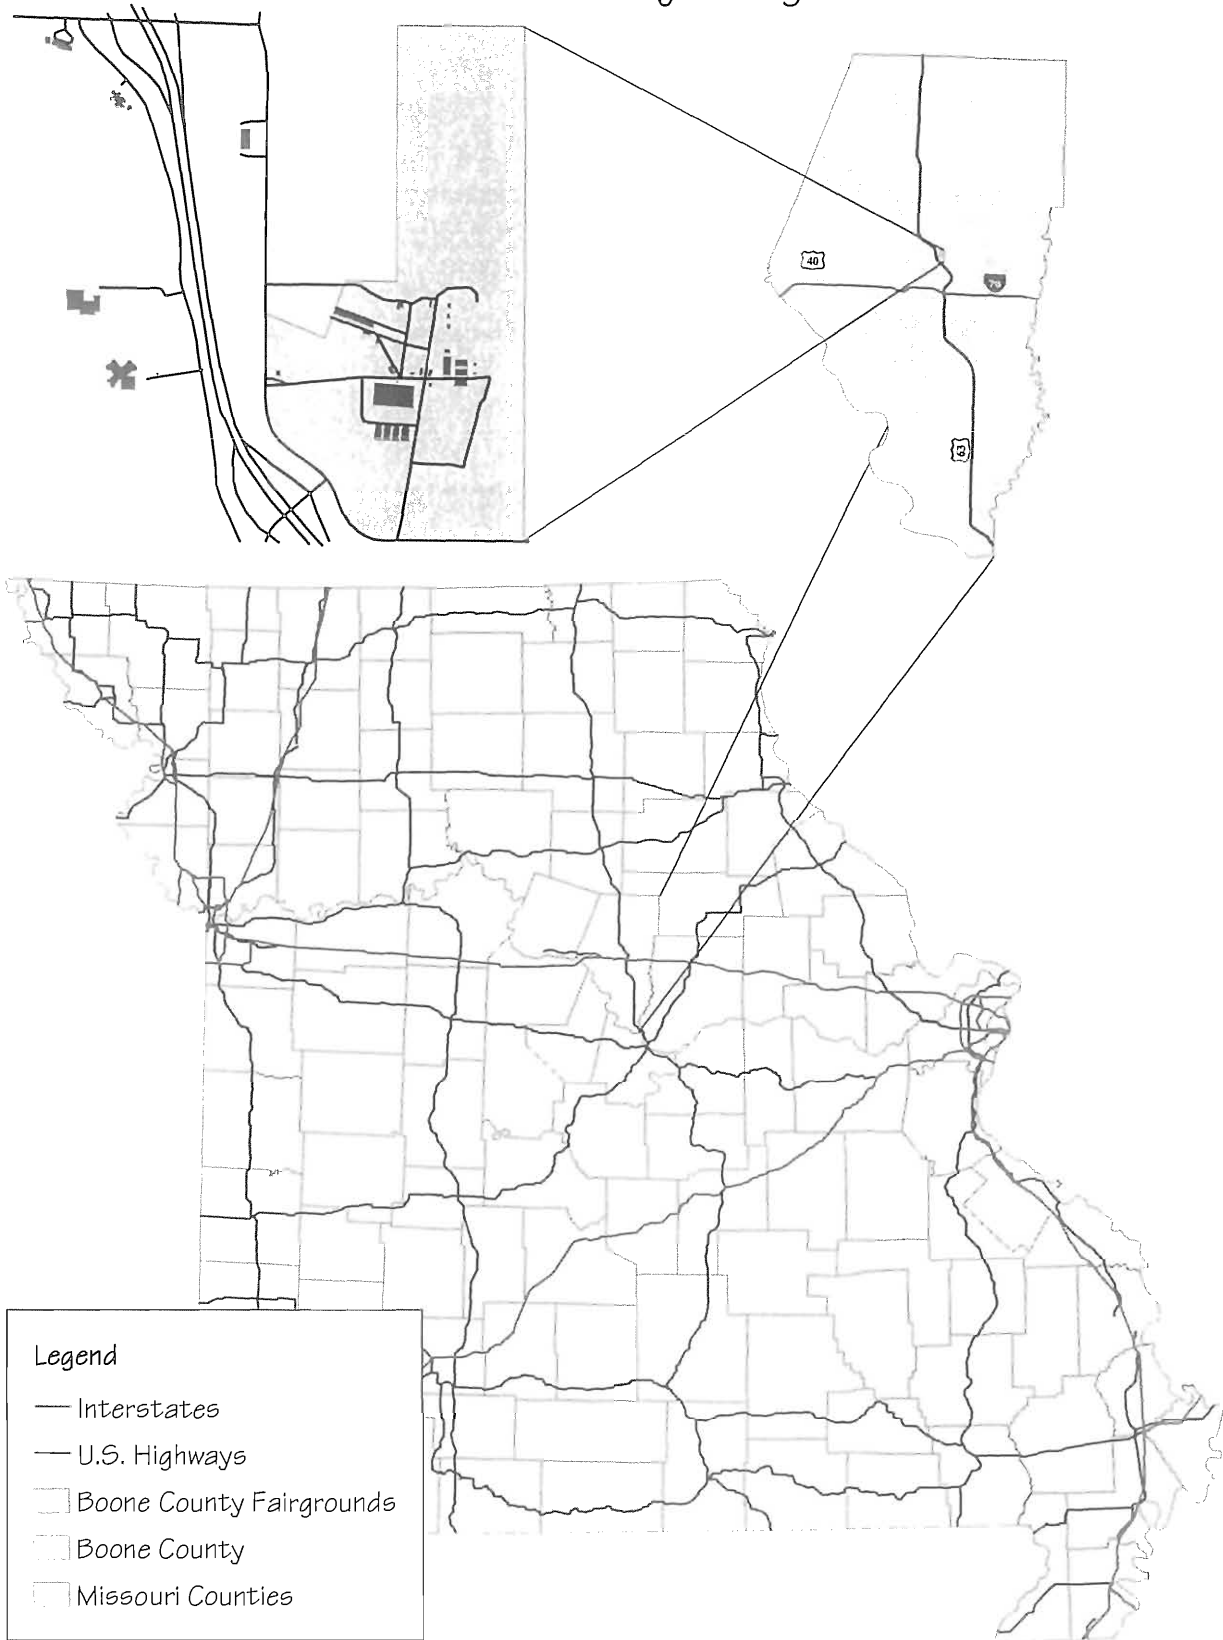 40
70
63
Legend
Interstates
U.S. Highways
Boone County Fairgrounds
Boone County
Missouri Counties